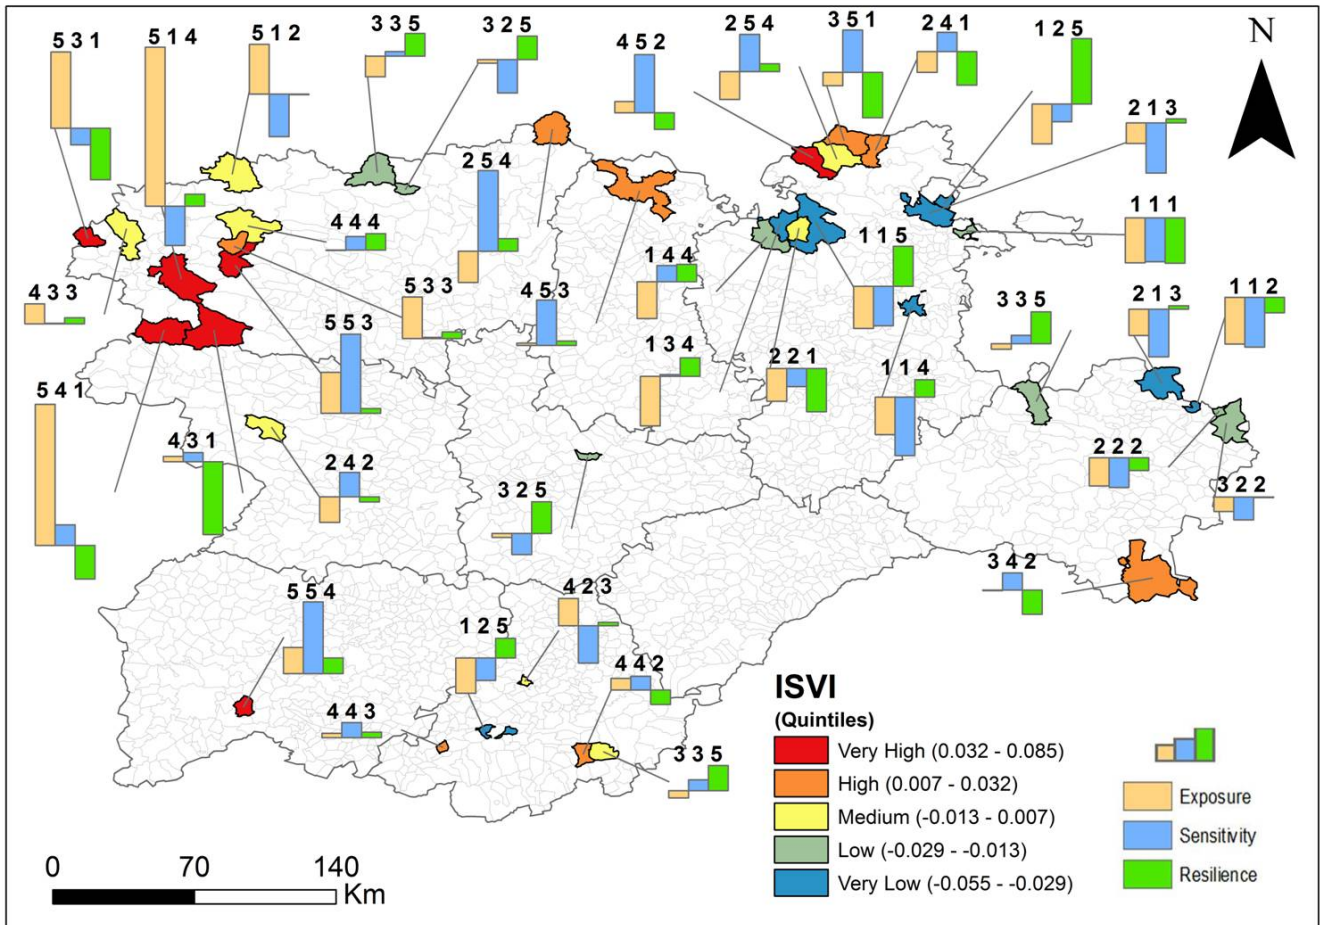 5 3 1
5 1 4
5 1 2
3 3 5
3 2 5
4 5 2
2 5 4
3 5 1
2 4 1
1 2 5
N
2 1 3
2 5 4
4 4 4
1 1 1
1 1 5
1 4 4
4 3 3
5 3 3
4 5 3
3 3 5
2 1 3
1 1 2
5 5 3
1 3 4
2 2 1
1 1 4
5 4 1
4 3 1
2 4 2
3 2 5
2 2 2
3 2 2
3 4 2
5 5 4
4 2 3
1 2 5
4 4 2
4 4 3
3 3 5
ISVI
(Quintiles)
Very High (0.032 - 0.085)
High (0.007 - 0.032)
Medium (-0.013 - 0.007)
Low (-0.029 - -0.013)
Very Low (-0.055 - -0.029)
Exposure
Sensitivity
Resilience
0 70 140
Km